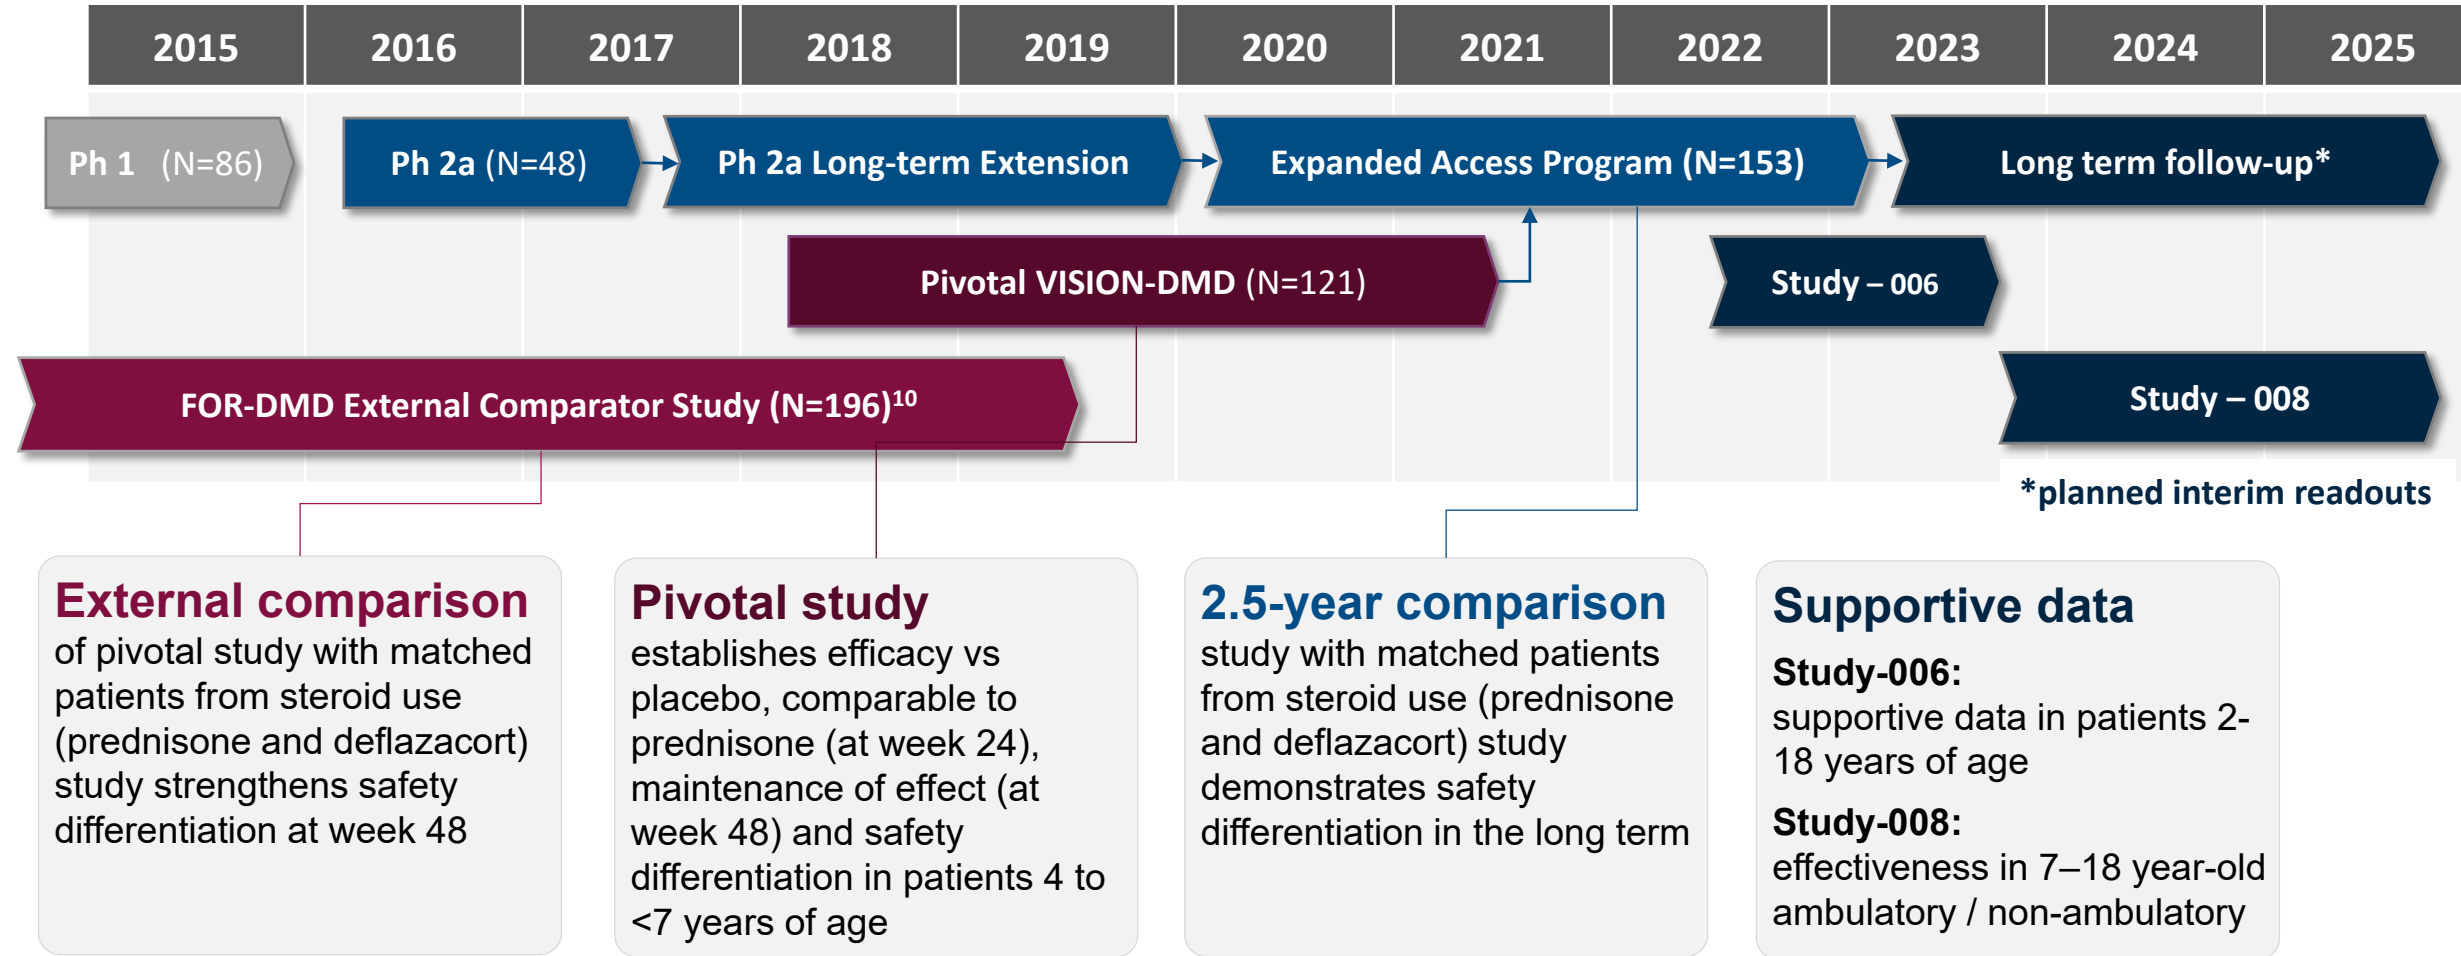 2015 2016 2017 2018 2019 2020 2021 2022 2023 2024 2025
Ph 1 (N=86)
Ph 2a (N=48)
Ph 2a Long-term Extension
Expanded Access Program (N=153)
Long term follow-up*
Pivotal VISION-DMD (N=121)
Study – 006
FOR-DMD External Comparator Study (N=196)¹⁰
Study – 008
*planned interim readouts
External comparison
of pivotal study with matched
patients from steroid use
(prednisone and deflazacort)
study strengthens safety
differentiation at week 48
Pivotal study
establishes efficacy vs
placebo, comparable to
prednisone (at week 24),
maintenance of effect (at
week 48) and safety
differentiation in patients 4 to
<7 years of age
2.5-year comparison
study with matched patients
from steroid use (prednisone
and deflazacort) study
demonstrates safety
differentiation in the long term
Supportive data
Study-006:
supportive data in patients 2-
18 years of age
Study-008:
effectiveness in 7–18 year-old
ambulatory / non-ambulatory